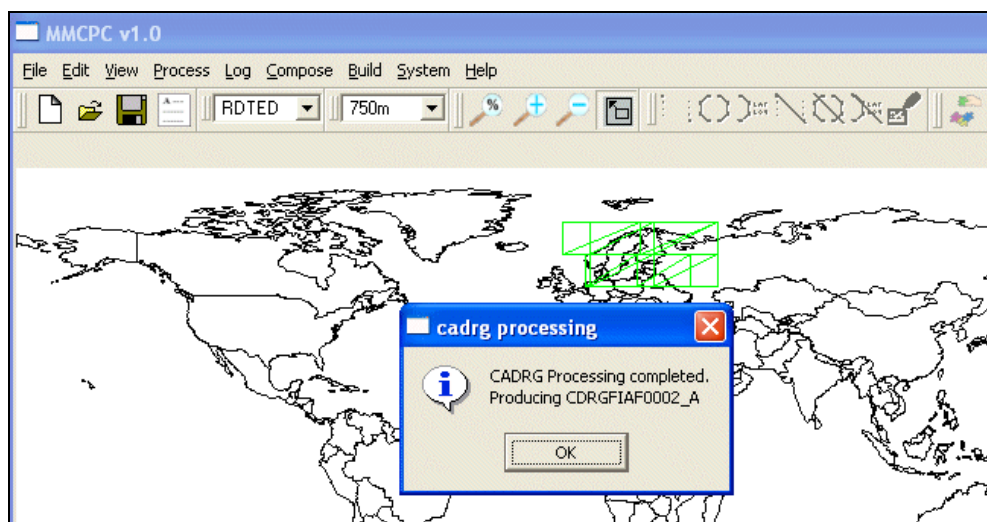 MMCPC v1.0
File Edit View Process Log Compose Build System Help
RDTED 750m
cadrg processing
CADRG Processing completed.
Producing CDRGFIAF0002_A
OK